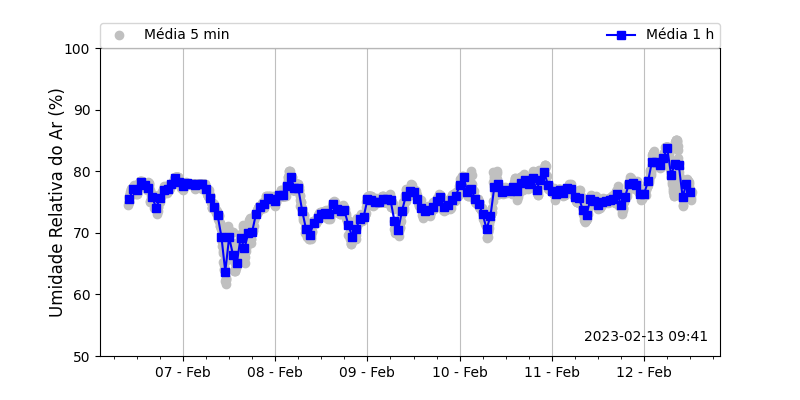 Média 5 min
Média 1 h
100
90
80
70
60
50
Umidade Relativa do Ar (%)
2023-02-13 09:41
07 - Feb
08 - Feb
09 - Feb
10 - Feb
11 - Feb
12 - Feb